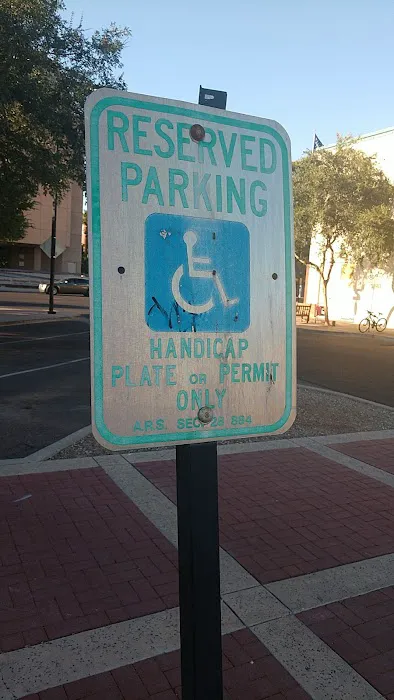 RESERVED
PARKING
HANDICAP
PLATE OR PERMIT
ONLY
A.R.S. SEC. 28 884